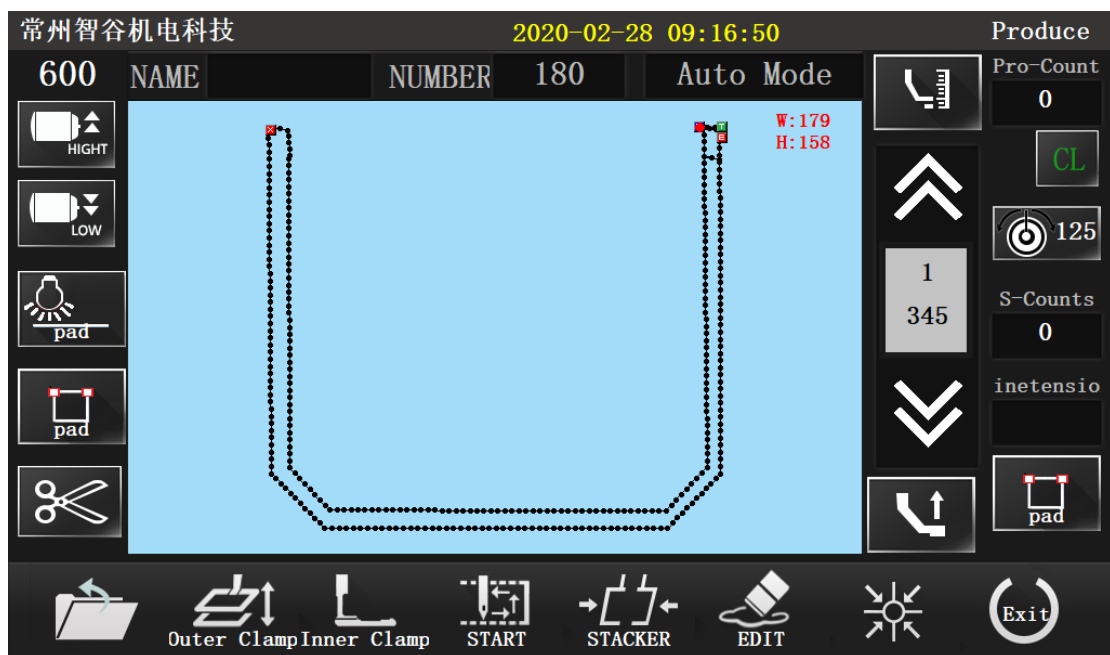 常州智谷机电科技 2020-02-28 09:16:50 Produce
600 NAME NUMBER 180 Auto Mode Pro-Count
0
W:179
H:158
HIGHT
CL
LOW
125
1
345
S-Counts
0
pad
inetensio
pad
pad
Outer Clamp Inner Clamp START STACKER EDIT Exit